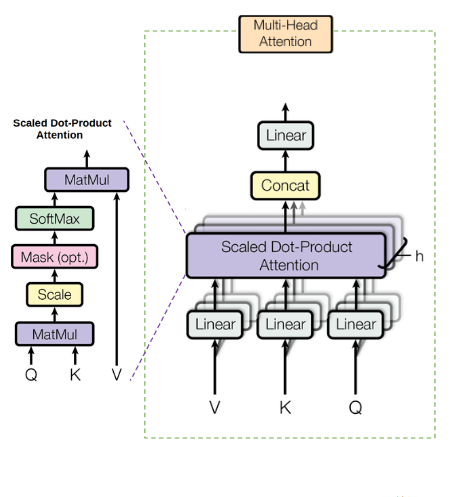 Multi-Head
Attention
Scaled Dot-Product
Attention
MatMul
SoftMax
Mask (opt.)
Scale
MatMul
Q
K
V
Linear
Concat
Scaled Dot-Product
Attention
h
Linear
Linear
Linear
V
K
Q